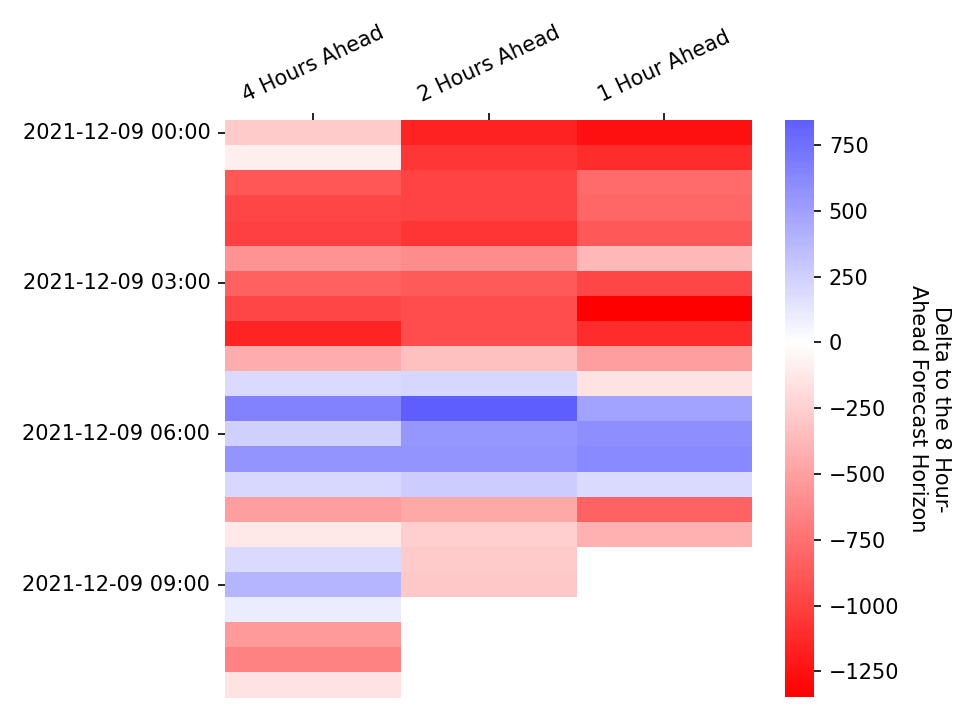 4 Hours Ahead
2 Hours Ahead
1 Hour Ahead
2021-12-09 00:00
2021-12-09 03:00
2021-12-09 06:00
2021-12-09 09:00
750
500
250
0
−250
−500
−750
−1000
−1250
Delta to the 8 Hour-
Ahead Forecast Horizon